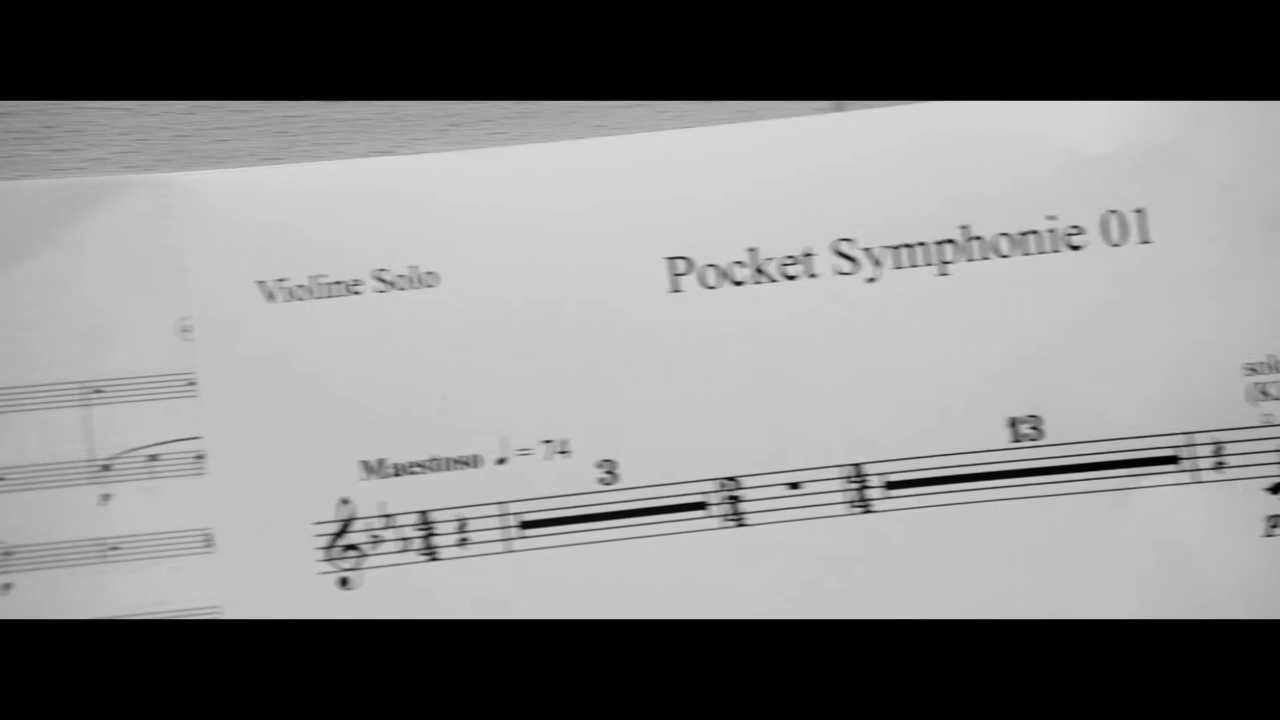 Violine Solo
Pocket Symphonie 01
Maestoso ♩ = 74
3
13